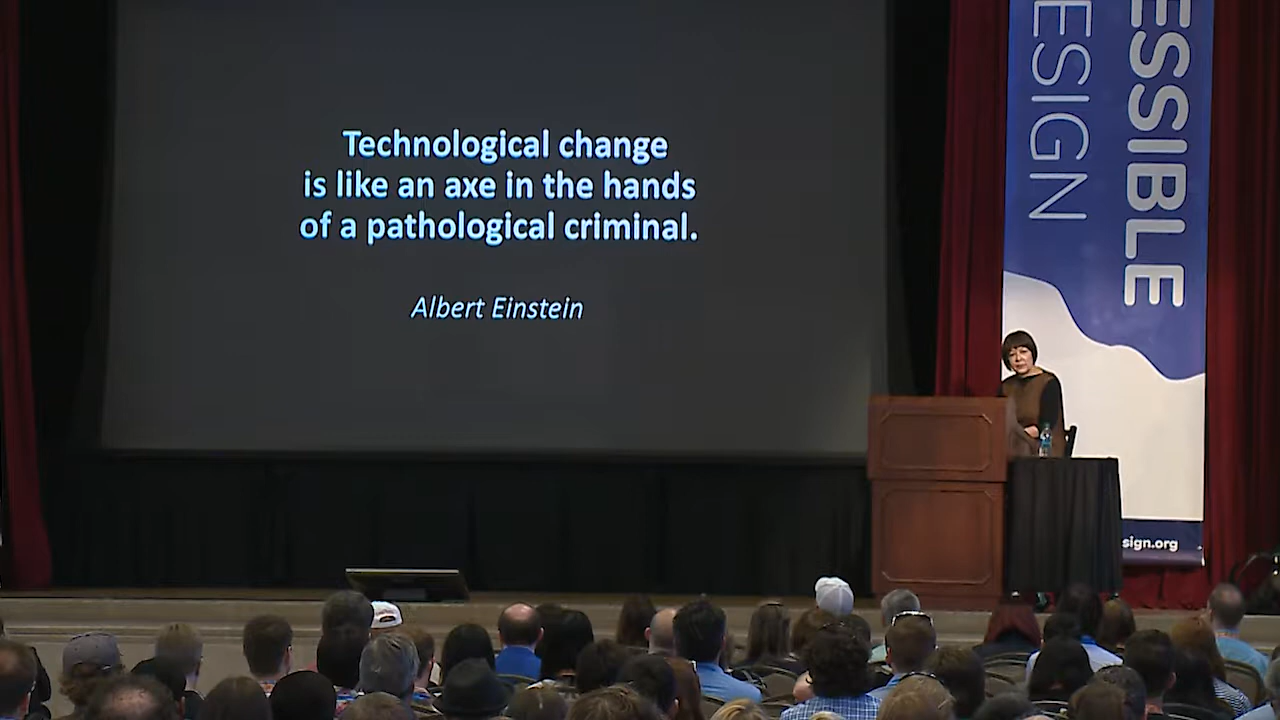 Technological change
is like an axe in the hands
of a pathological criminal.
Albert Einstein
ESSIBLE
ESIGN
sign.org